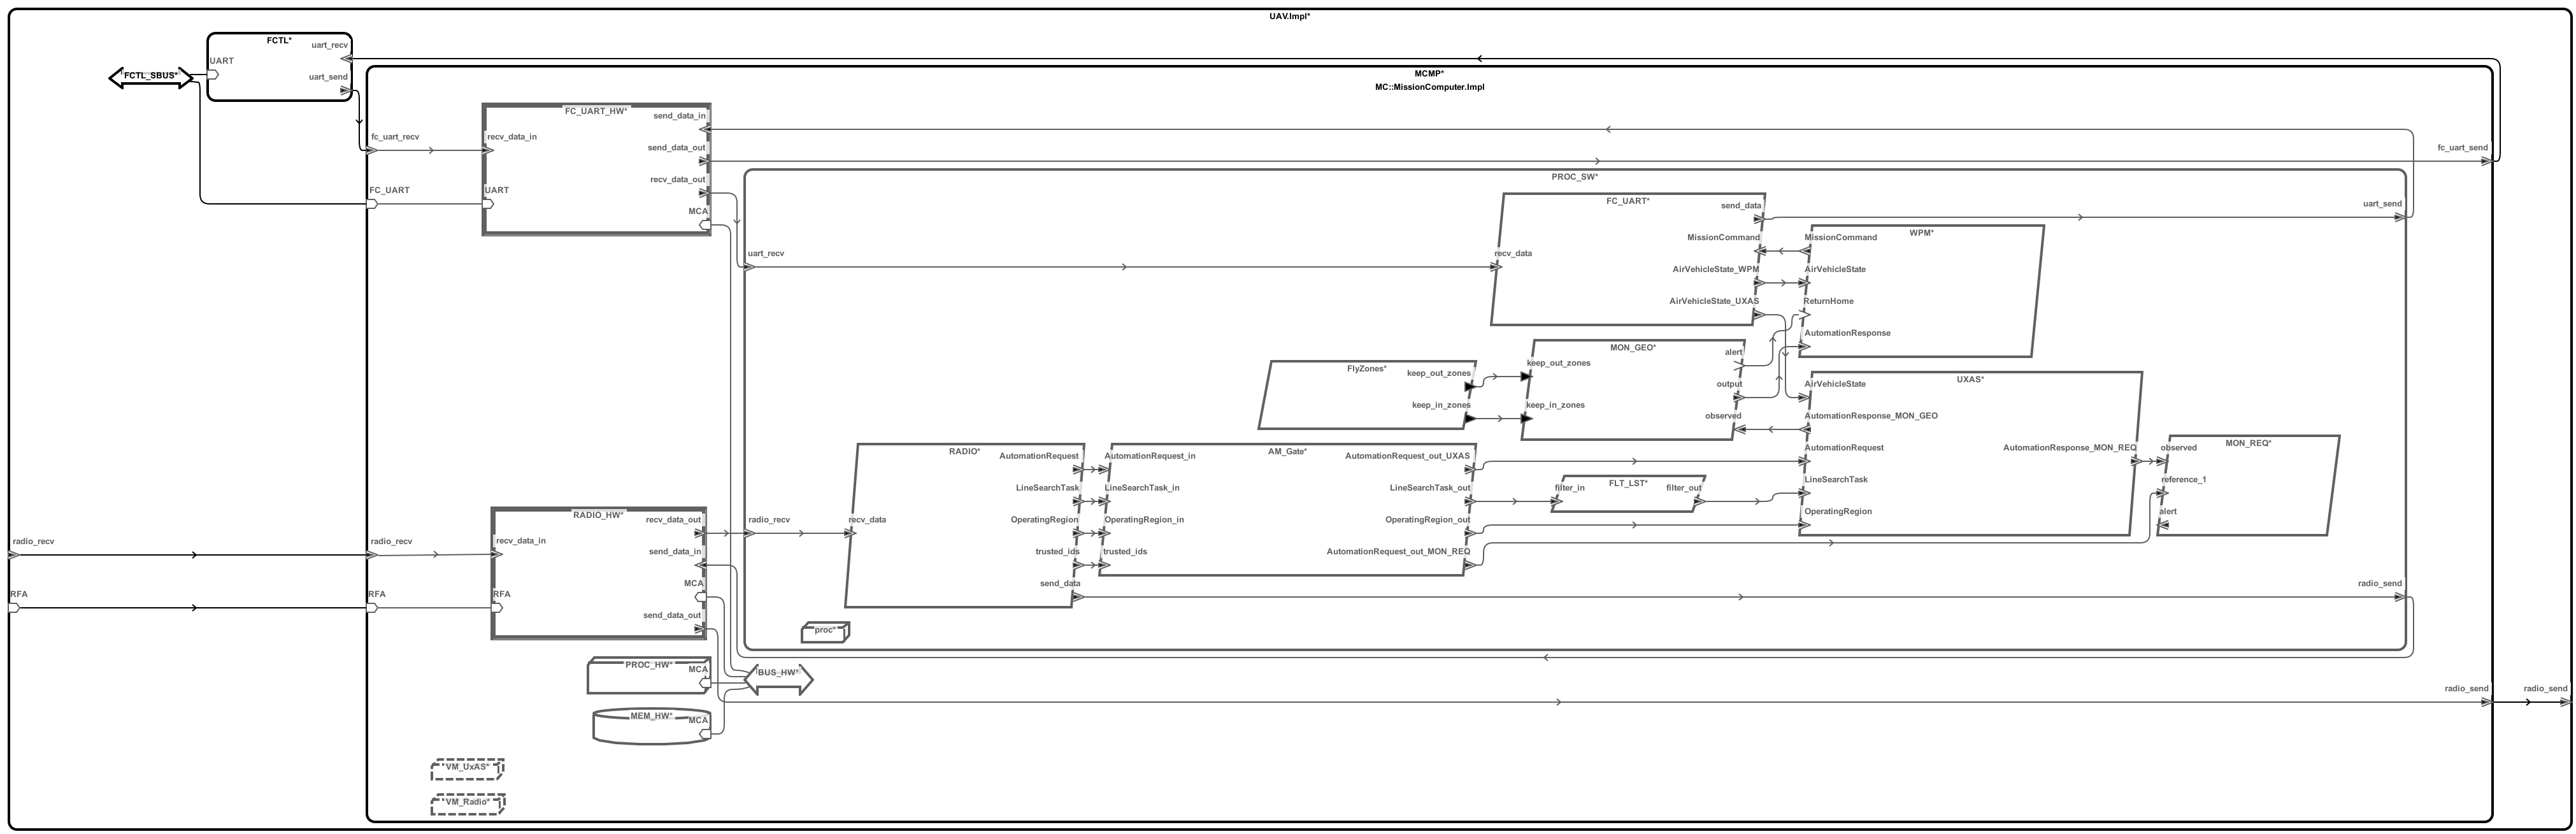 UAV.Impl*
FCTL*
uart_recv
UART
uart_send
FCTL_SBUS*
MCMP*
MC::MissionComputer.Impl
FC_UART_HW*
send_data_in
fc_uart_recv
recv_data_in
send_data_out
fc_uart_send
recv_data_out
FC_UART
UART
MCA
PROC_SW*
FC_UART*
send_data
uart_send
WPM*
MissionCommand
MissionCommand
uart_recv
recv_data
AirVehicleState_WPM
AirVehicleState
AirVehicleState_UXAS
ReturnHome
AutomationResponse
MON_GEO*
alert
FlyZones*
keep_out_zones
keep_out_zones
output
keep_in_zones
keep_in_zones
observed
UXAS*
AirVehicleState
AutomationResponse_MON_GEO
AutomationRequest
AutomationResponse_MON_REQ
LineSearchTask
OperatingRegion
MON_REQ*
observed
reference_1
alert
RADIO*
AutomationRequest
LineSearchTask
OperatingRegion
trusted_ids
send_data
recv_data
AM_Gate*
AutomationRequest_in
AutomationRequest_out_UXAS
LineSearchTask_in
LineSearchTask_out
OperatingRegion_in
OperatingRegion_out
trusted_ids
AutomationRequest_out_MON_REQ
FLT_LST*
filter_in
filter_out
RADIO_HW*
recv_data_out
radio_recv
radio_recv
radio_recv
recv_data_in
send_data_in
MCA
RFA
RFA
RFA
send_data_out
radio_send
proc*
PROC_HW*
MCA
BUS_HW*
MEM_HW*
MCA
radio_send
radio_send
VM_UxAS*
VM_Radio*